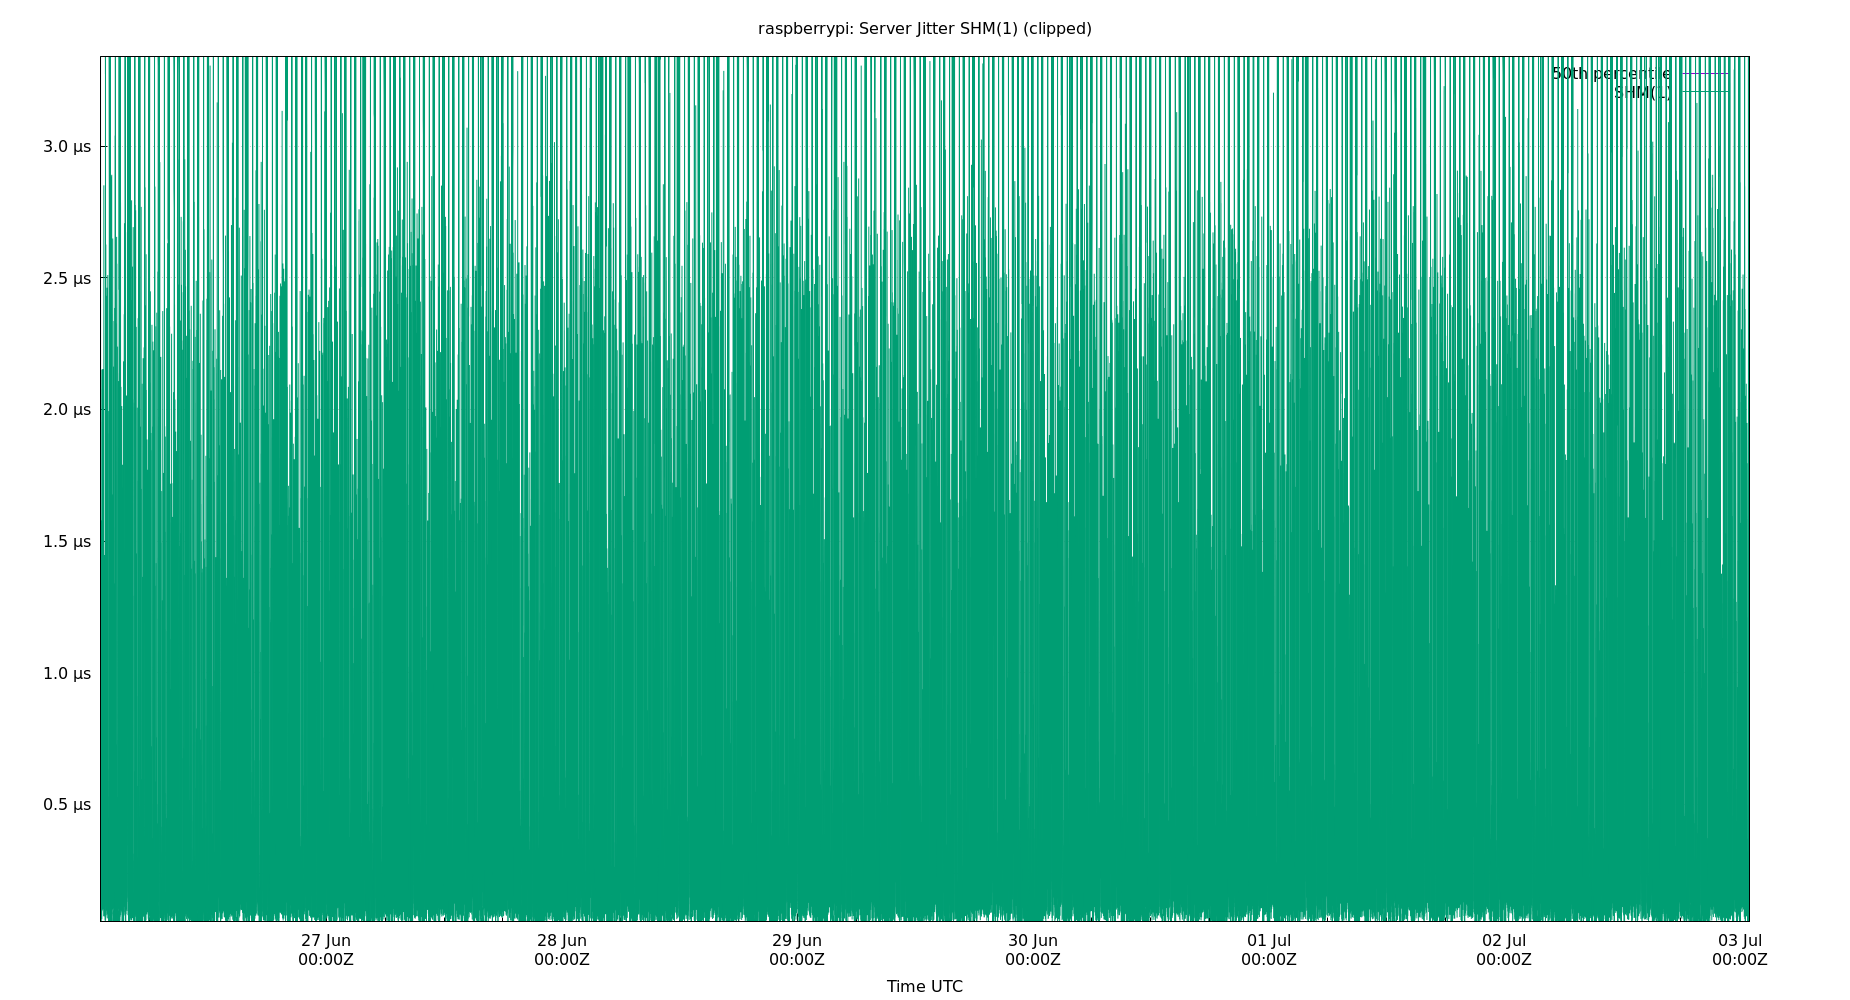 raspberrypi: Server Jitter SHM(1) (clipped)
50th percentile
SHM(1)
3.0 µs
2.5 µs
2.0 µs
1.5 µs
1.0 µs
0.5 µs
27 Jun 28 Jun 29 Jun 30 Jun 01 Jul 02 Jul 03 Jul
00:00Z 00:00Z 00:00Z 00:00Z 00:00Z 00:00Z 00:00Z
Time UTC